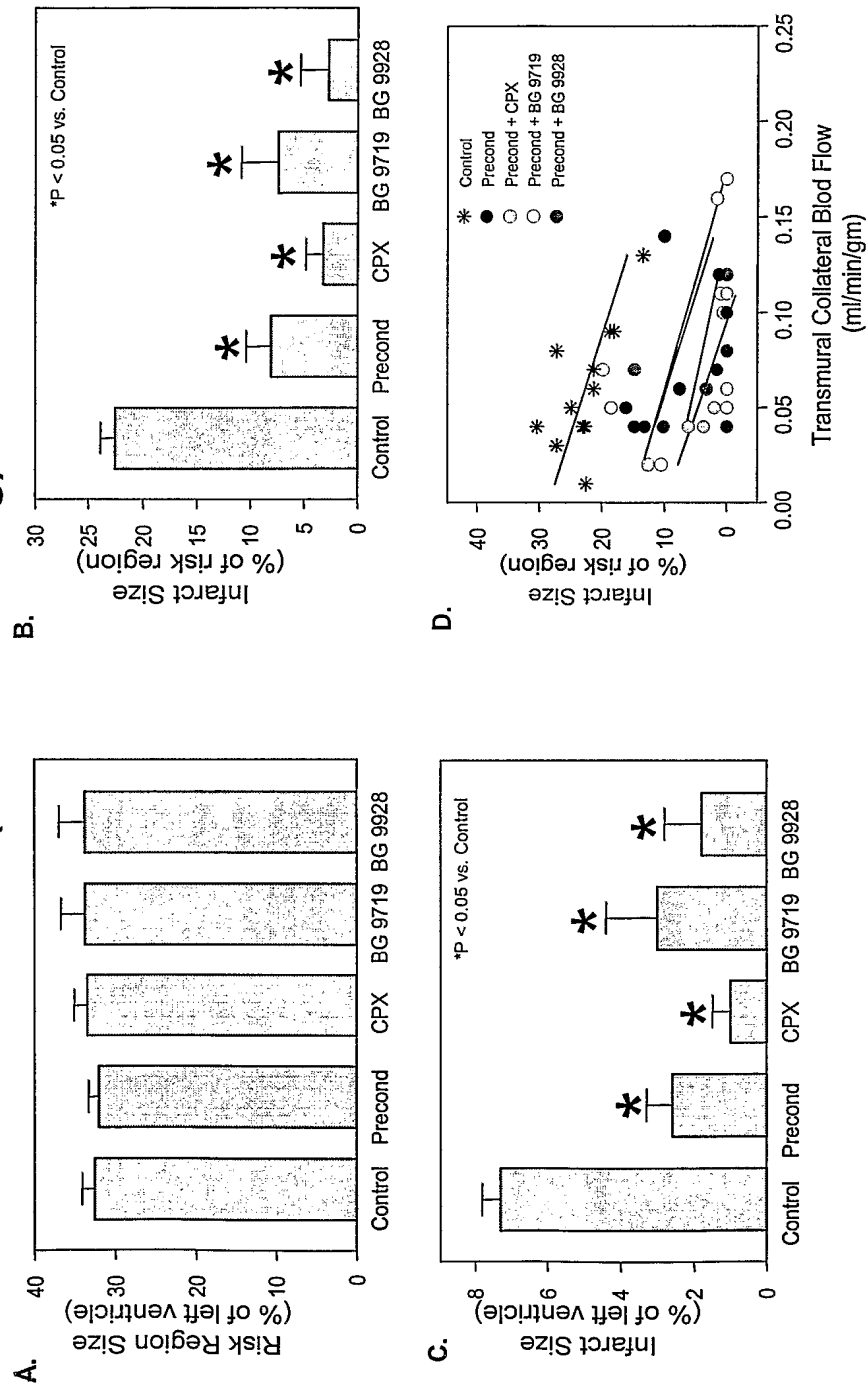 A.
Risk Region Size
(% of left ventricle)
40
30
20
10
0
Control
Precond
CPX
BG 9719
BG 9928
B.
Infarct Size
(% of risk region)
30
25
20
15
10
5
0
*P < 0.05 vs. Control
*
*
*
*
Control
Precond
CPX
BG 9719
BG 9928
C.
Infarct Size
(% of left ventricle)
8
6
4
2
0
*P < 0.05 vs. Control
*
*
*
*
Control
Precond
CPX
BG 9719
BG 9928
D.
Infarct Size
(% of risk region)
40
30
20
10
0
Control
Precond
Precond + CPX
Precond + BG 9719
Precond + BG 9928
0.00
0.05
0.10
0.15
0.20
0.25
Transmural Collateral Blod Flow
(ml/min/gm)